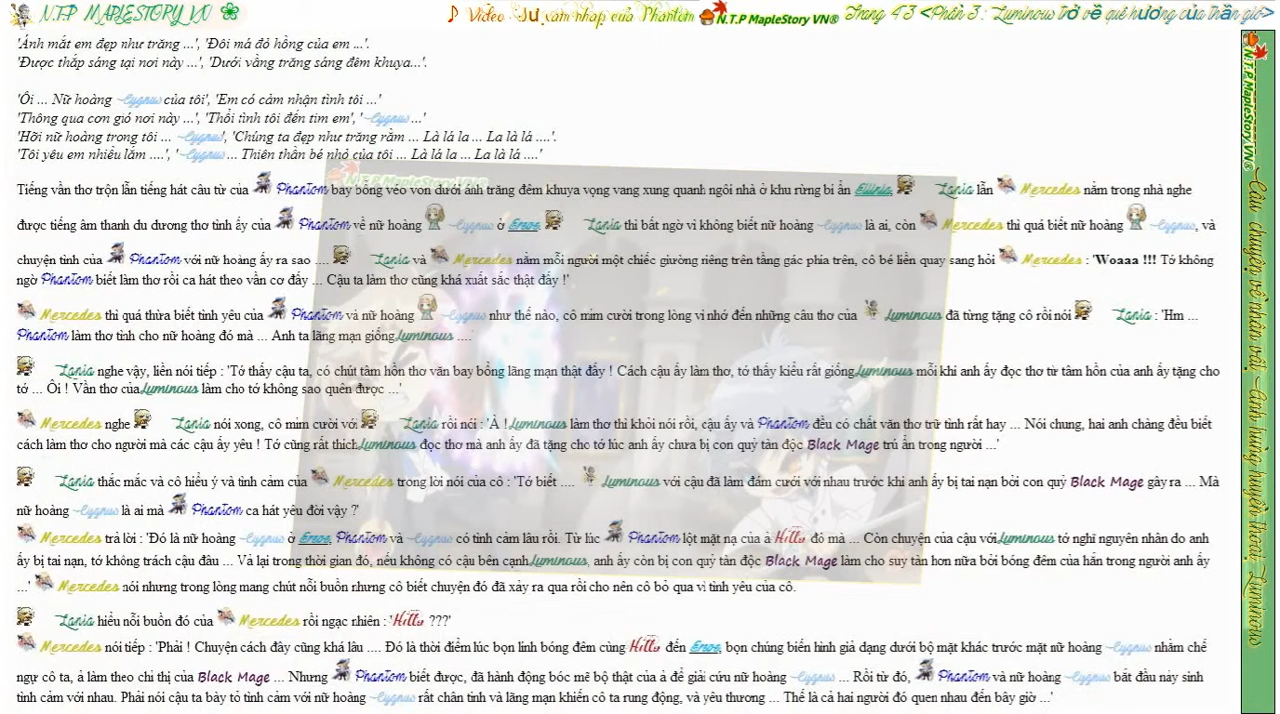 N.T.P MAPLESTORY VN
♪ Video : Sự xâm nhập của Phantom
N.T.P MapleStory VN®
Trang 43 <Phần 3 : Luminous trở về quê hương của thần gió>
'Ánh mắt em đẹp như trăng ...', 'Đôi má đỏ hồng của em ...'.
'Được thắp sáng tại nơi này ...', 'Dưới vầng trăng sáng đêm khuya...'.
'Ôi ... Nữ hoàng Cygnus của tôi', 'Em có cảm nhận tình tôi ...'
'Thông qua cơn gió nơi này ...', 'Thổi tình tôi đến tim em', 'Cygnus ...'
'Hỡi nữ hoàng trong tôi ... Cygnus', 'Chúng ta đẹp như trăng rằm ... Là lá la ... La là lá ....'.
'Tôi yêu em nhiều lắm ....', 'Cygnus ... Thiên thần bé nhỏ của tôi ... Là lá la ... La là lá ....'
N.T.P MapleStory VN®
Tiếng vần thơ trộn lẫn tiếng hát câu từ của Phantom bay bổng véo von dưới ánh trăng đêm khuya vọng vang xung quanh ngôi nhà ở khu rừng bí ẩn Ellinia. Lania lẫn Mercedes nằm trong nhà nghe
được tiếng âm thanh du dương thơ tình ấy của Phantom về nữ hoàng Cygnus ở Ereve. Lania thì bất ngờ vì không biết nữ hoàng Cygnus là ai, còn Mercedes thì quá biết nữ hoàng Cygnus, và
chuyện tình của Phantom với nữ hoàng ấy ra sao .... Lania và Mercedes nằm mỗi người một chiếc giường riêng trên tầng gác phía trên, cô bé liền quay sang hỏi Mercedes : 'Woaaa !!! Tớ không
ngờ Phantom biết làm thơ rồi ca hát theo vần cơ đấy ... Cậu ta làm thơ cũng khá xuất sắc thật đấy !'
Mercedes thì quá thừa biết tình yêu của Phantom và nữ hoàng Cygnus như thế nào, cô mỉm cười trong lòng vì nhớ đến những câu thơ của Luminous đã từng tặng cô rồi nói Lania : 'Hm ...
Phantom làm thơ tình cho nữ hoàng đó mà ... Anh ta lãng mạn giống Luminous ....'
Lania nghe vậy, liền nói tiếp : 'Tớ thấy cậu ta, có chút tâm hồn thơ văn bay bổng lãng mạn thật đấy ! Cách cậu ấy làm thơ, tớ thấy kiểu rất giống Luminous mỗi khi anh ấy đọc thơ từ tâm hồn của anh ấy tặng cho
tớ ... Ôi ! Vần thơ của Luminous làm cho tớ không sao quên được ...'
Mercedes nghe Lania nói xong, cô mỉm cười với Lania rồi nói : 'À ! Luminous làm thơ thì khỏi nói rồi, cậu ấy và Phantom đều có chất văn thơ trữ tình rất hay ... Nói chung, hai anh chàng đều biết
cách làm thơ cho người mà các cậu ấy yêu ! Tớ cũng rất thích Luminous đọc thơ mà anh ấy đã tặng cho tớ lúc anh ấy chưa bị con quỷ tàn độc Black Mage trú ẩn trong người ...'
Lania thắc mắc và cô hiểu ý và tình cảm của Mercedes trong lời nói của cô : 'Tớ biết .... Luminous với cậu đã làm đám cưới với nhau trước khi anh ấy bị tai nạn bởi con quỷ Black Mage gây ra ... Mà
nữ hoàng Cygnus là ai mà Phantom ca hát yêu đời vậy ?'
Mercedes trả lời : 'Đó là nữ hoàng Cygnus ở Ereve, Phantom và Cygnus có tình cảm lâu rồi. Từ lúc Phantom lột mặt nạ của ả Hilla đó mà ... Còn chuyện của cậu với Luminous tớ nghĩ nguyên nhân do anh
ấy bị tai nạn, tớ không trách cậu đâu ... Vả lại trong thời gian đó, nếu không có cậu bên cạnh Luminous, anh ấy còn bị con quỷ tàn độc Black Mage làm cho suy tàn hơn nữa bởi bóng đêm của hắn trong người anh ấy
...' Mercedes nói nhưng trong lòng mang chút nỗi buồn nhưng cô biết chuyện đó đã xảy ra qua rồi cho nên cô bỏ qua vì tình yêu của cô.
Lania hiểu nỗi buồn đó của Mercedes rồi ngạc nhiên : 'Hilla ???'
Mercedes nói tiếp : 'Phải ! Chuyện cách đây cũng khá lâu .... Đó là thời điểm lúc bọn linh bóng đêm cùng Hilla đến Ereve, bọn chúng biến hình giả dạng dưới bộ mặt khác trước mặt nữ hoàng Cygnus nhằm chế
ngự cô ta, ả làm theo chỉ thị của Black Mage ... Nhưng Phantom biết được, đã hành động bóc mẽ bộ thật của ả để giải cứu nữ hoàng Cygnus ... Rồi từ đó, Phantom và nữ hoàng Cygnus bắt đầu nảy sinh
tình cảm với nhau. Phải nói cậu ta bày tỏ tình cảm với nữ hoàng Cygnus rất chân tình và lãng mạn khiến cô ta rung động, và yêu thương ... Thế là cả hai người đó quen nhau đến bây giờ ...'
N.T.P MapleStory VN®
Câu chuyện về nhân vật : Anh hùng huyền thoại Luminous